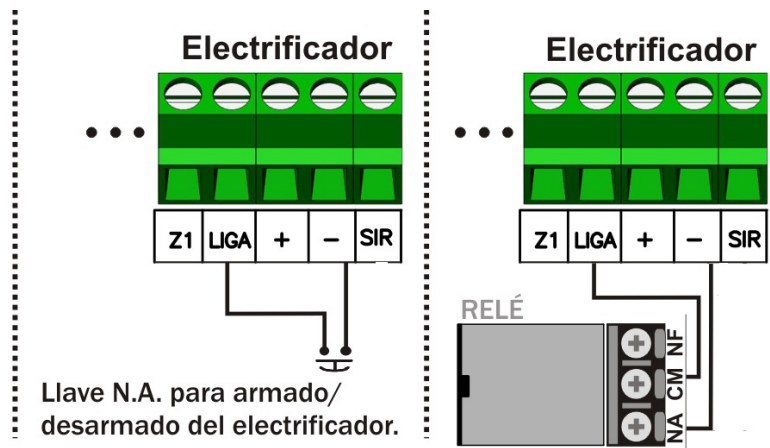 Electrificador
Z1 LIGA + – SIR
Llave N.A. para armado/
desarmado del electrificador.
Electrificador
Z1 LIGA + – SIR
RELÉ
NF
CM
NA